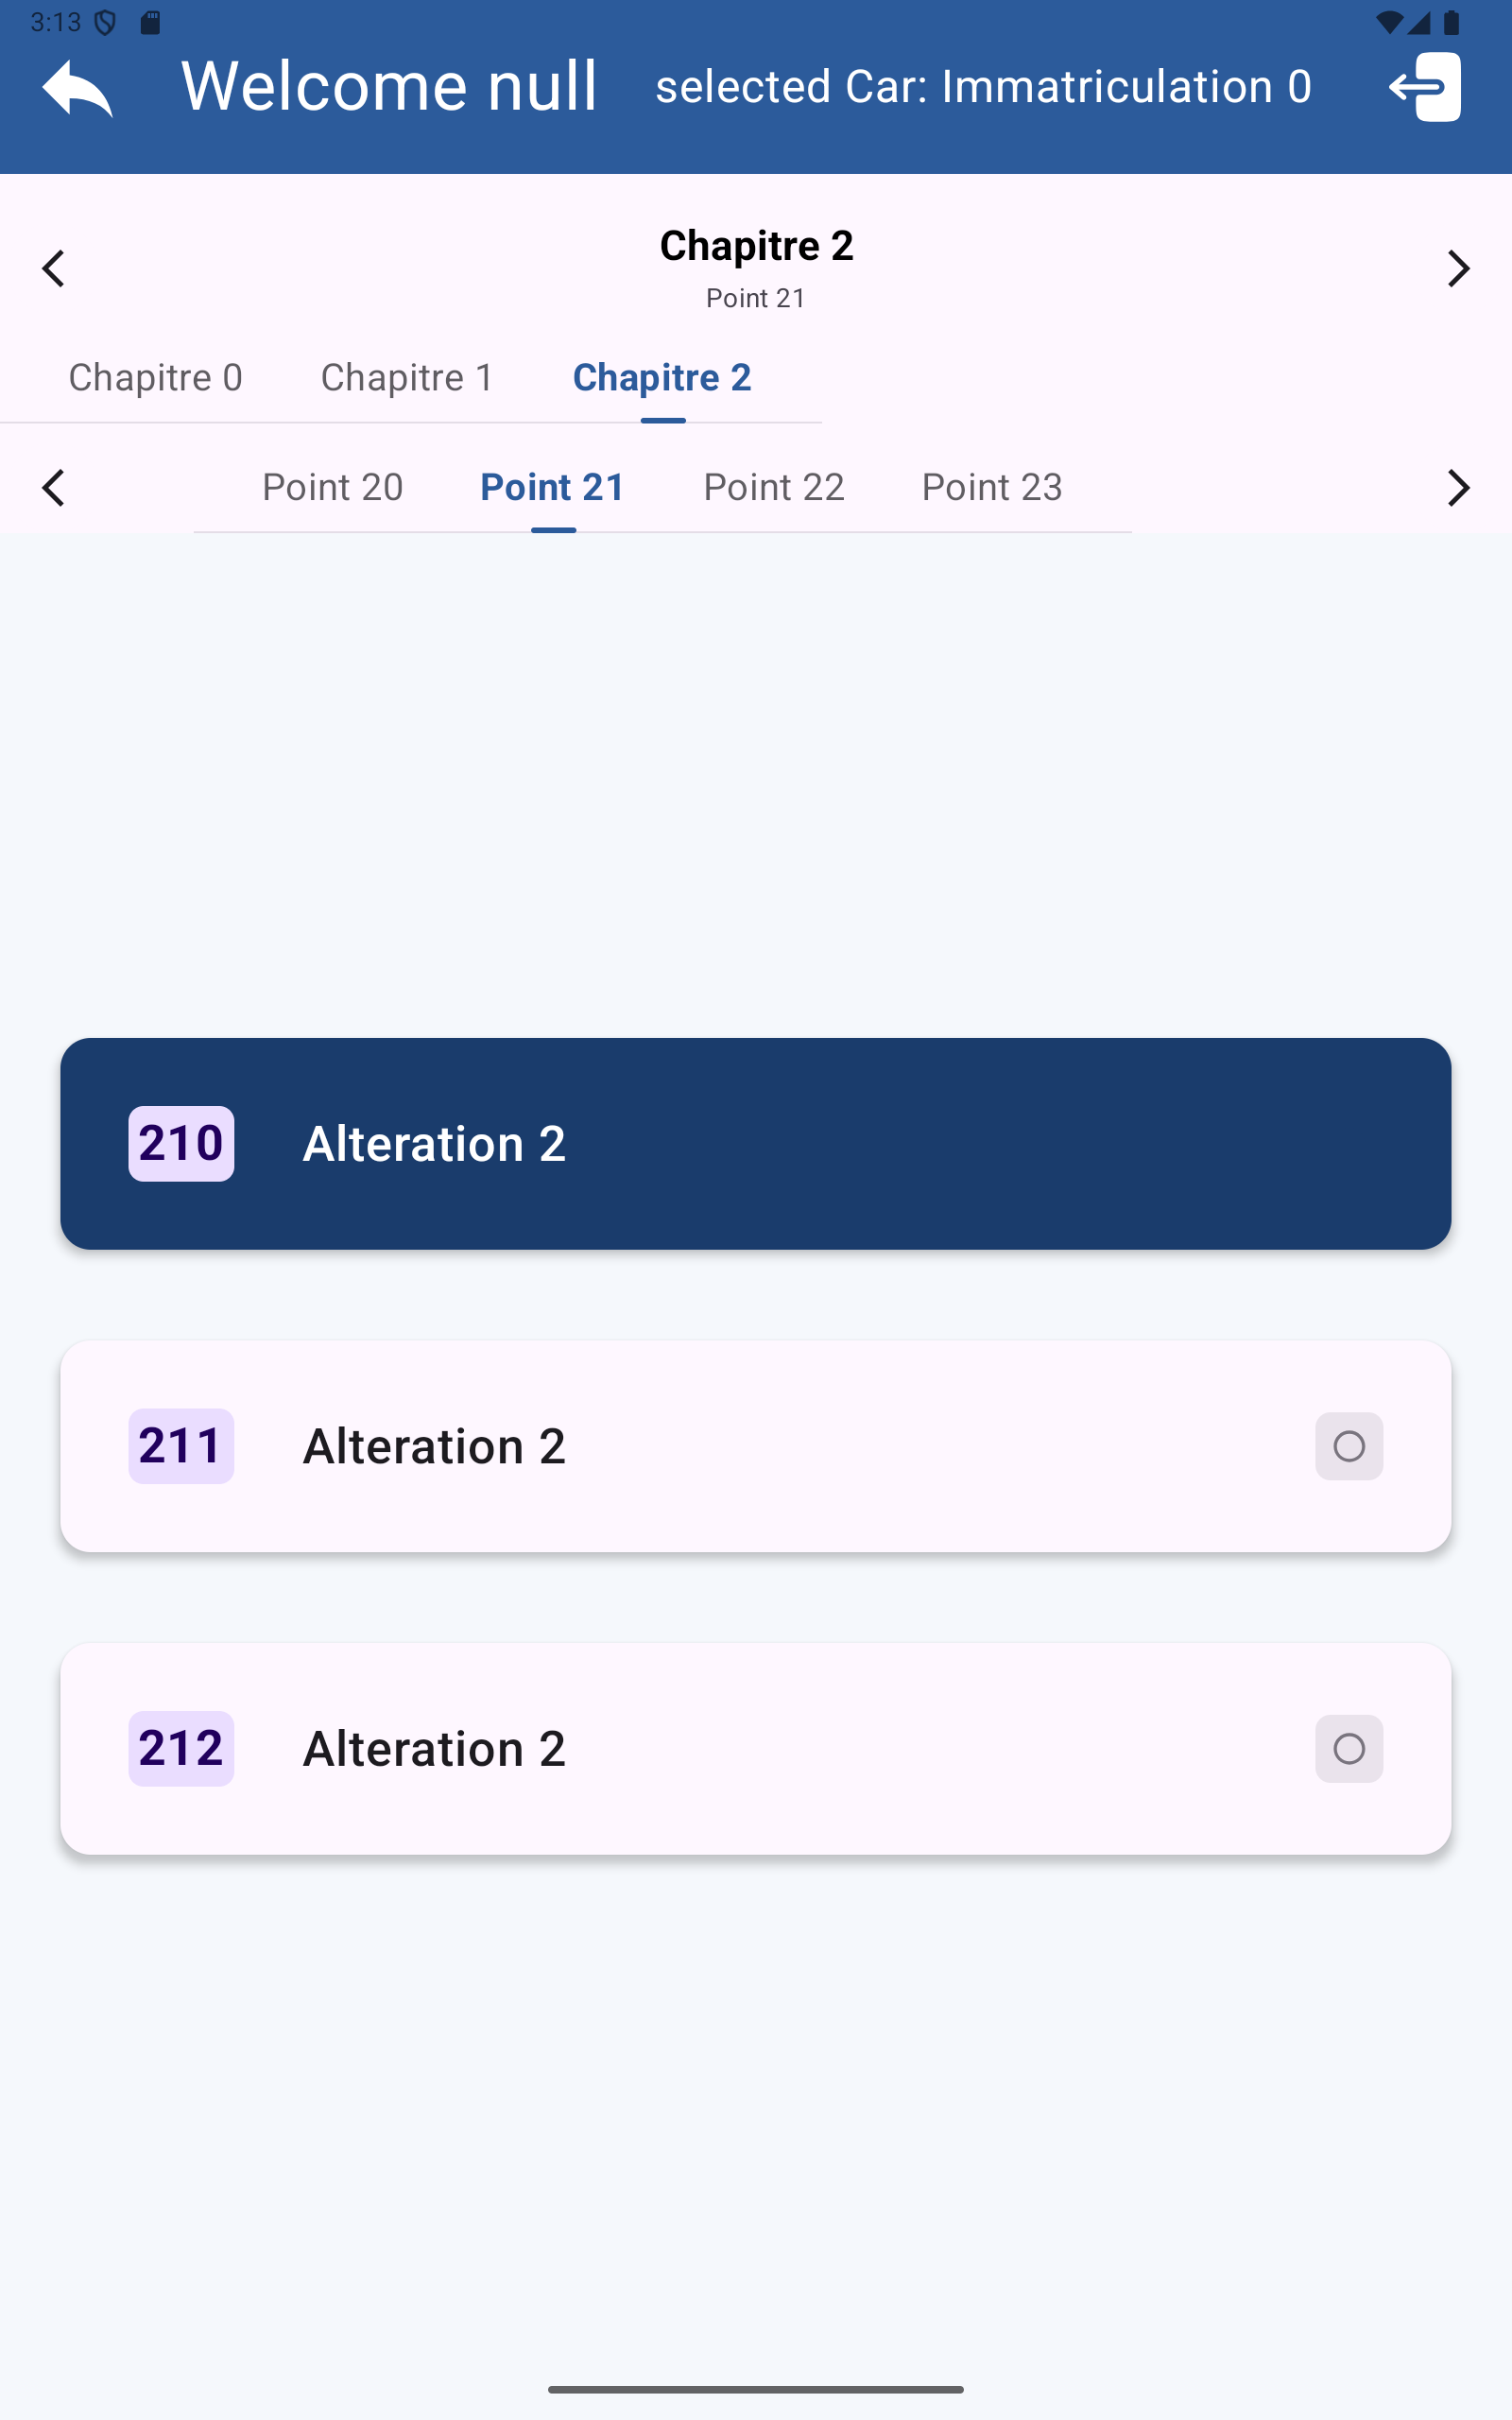 3:13
Welcome null selected Car: Immatriculation 0
Chapitre 2
Point 21
Chapitre 0 Chapitre 1 Chapitre 2
Point 20 Point 21 Point 22 Point 23
210 Alteration 2
211 Alteration 2
212 Alteration 2